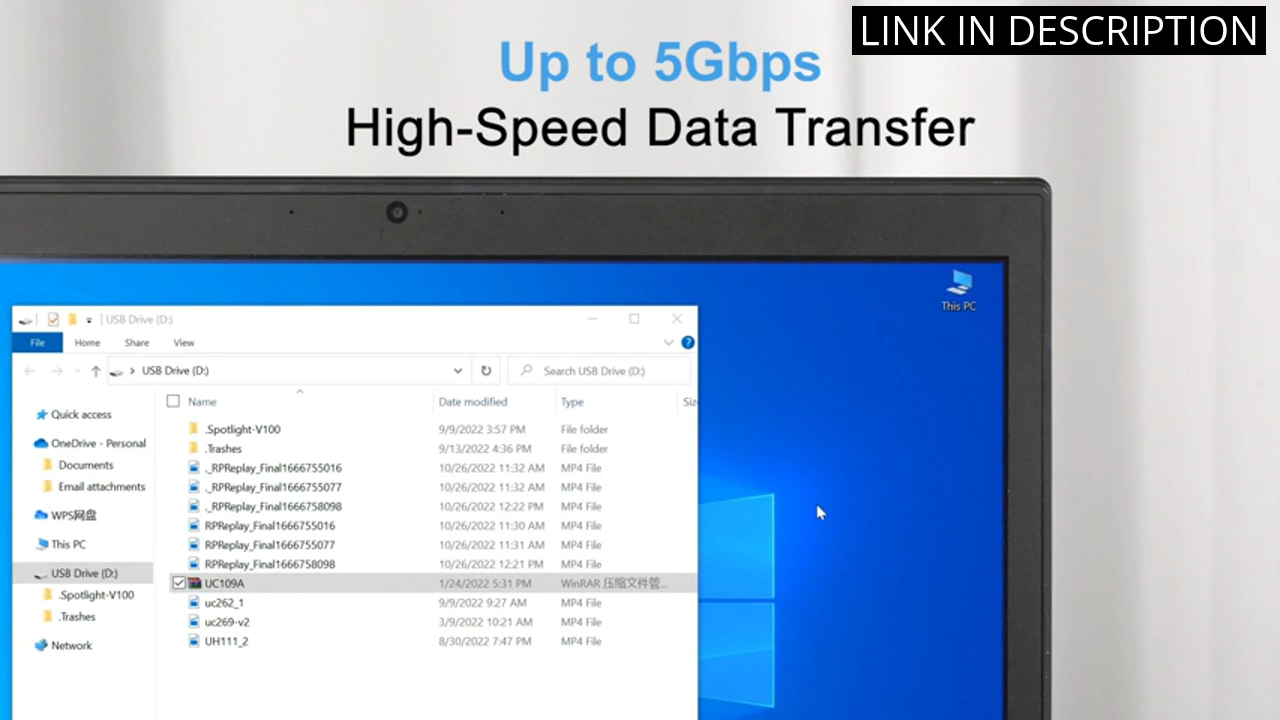 LINK IN DESCRIPTION
Up to 5Gbps
High-Speed Data Transfer
This PC
USB Drive (D:)
File Home Share View
USB Drive (D:)
Search USB Drive (D:)
Name Date modified Type Siz
Quick access
OneDrive - Personal
Documents
Email attachments
WPS网盘
This PC
USB Drive (D:)
.Spotlight-V100
.Trashes
Network
.Spotlight-V100 9/9/2022 3:57 PM File folder
.Trashes 9/13/2022 4:36 PM File folder
._RPReplay_Final1666755016 10/26/2022 11:32 AM MP4 File
._RPReplay_Final1666755077 10/26/2022 11:32 AM MP4 File
._RPReplay_Final1666758098 10/26/2022 12:22 PM MP4 File
RPReplay_Final1666755016 10/26/2022 11:30 AM MP4 File
RPReplay_Final1666755077 10/26/2022 11:31 AM MP4 File
RPReplay_Final1666758098 10/26/2022 12:21 PM MP4 File
UC109A 1/24/2022 5:31 PM WinRAR 压缩文件管...
uc262_1 9/9/2022 9:27 AM MP4 File
uc269-v2 3/9/2022 10:21 AM MP4 File
UH111_2 8/30/2022 7:47 PM MP4 File